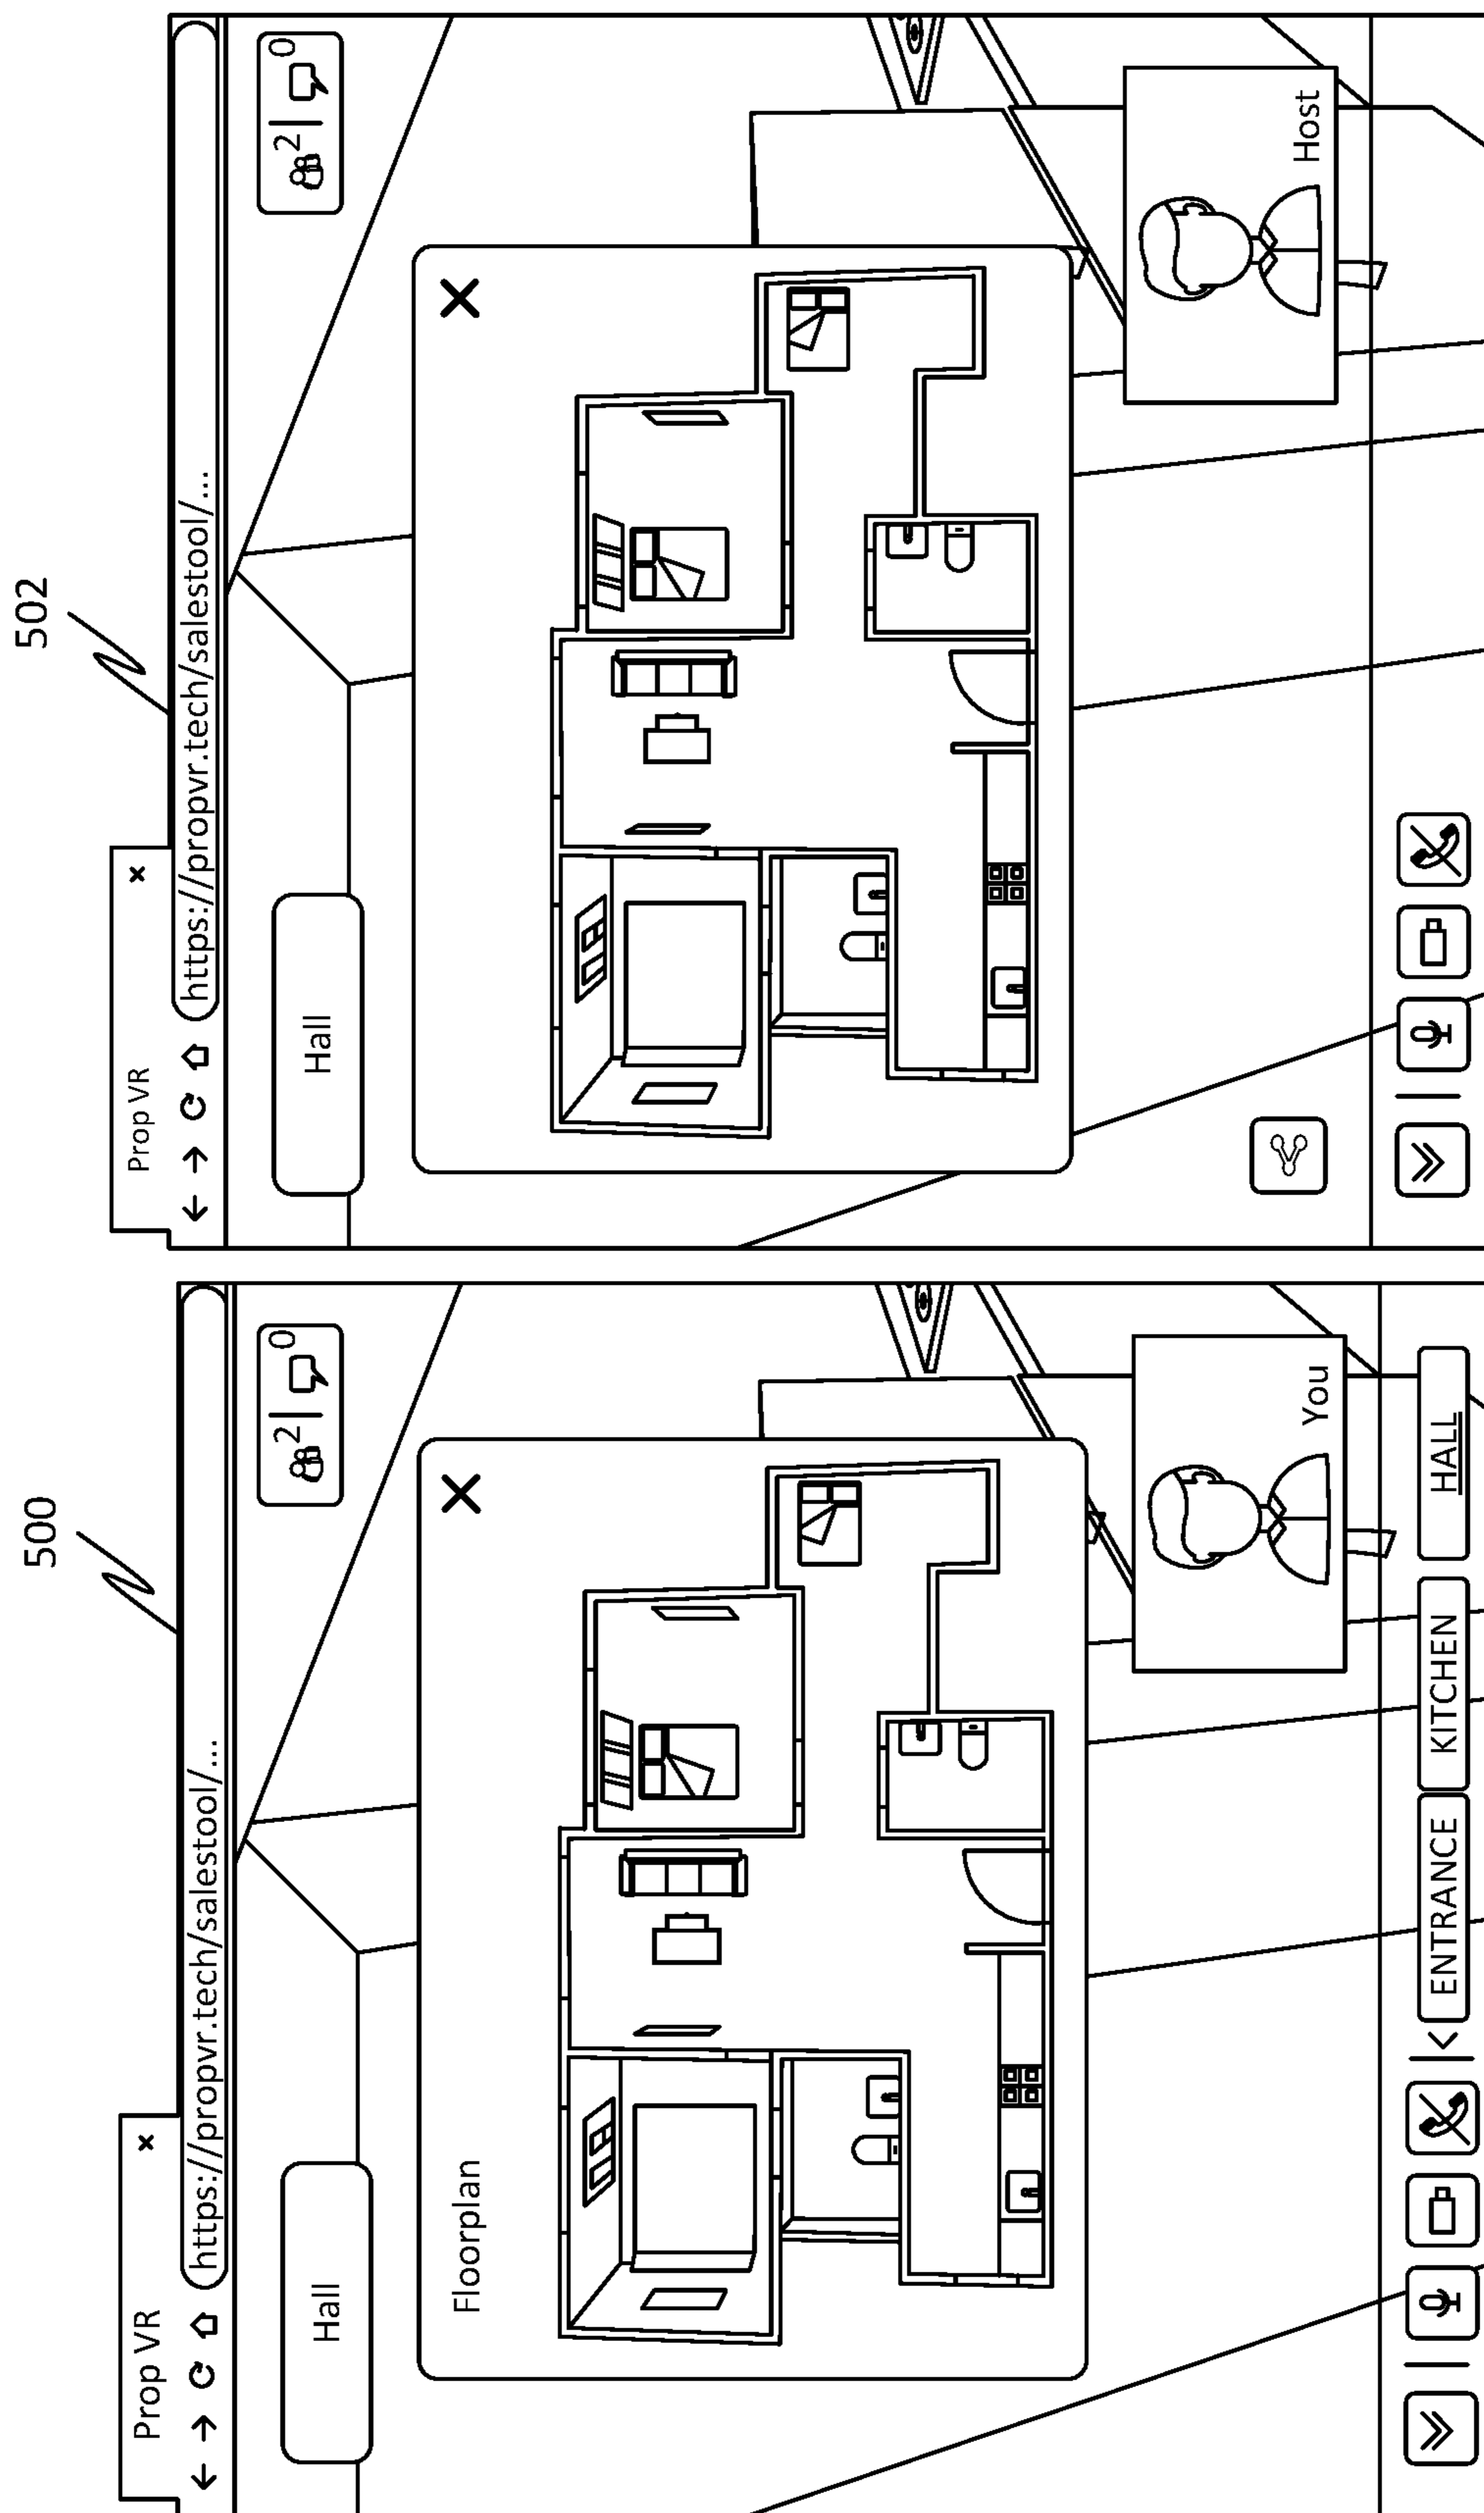 500
Prop VR
https://propvr.tech/salestool/...
Hall
2
0
Floorplan
You
ENTRANCE
KITCHEN
HALL
502
Prop VR
https://propvr.tech/salestool/...
Hall
2
0
Host